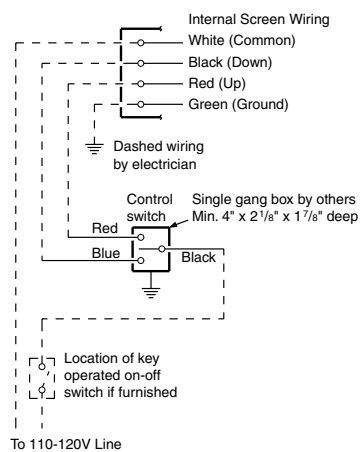 Internal Screen Wiring
White (Common)
Black (Down)
Red (Up)
Green (Ground)
Dashed wiring
by electrician
Control
switch
Single gang box by others
Min. 4" x 2 1/8" x 1 7/8" deep
Red
Blue
Black
Location of key
operated on-off
switch if furnished
To 110-120V Line